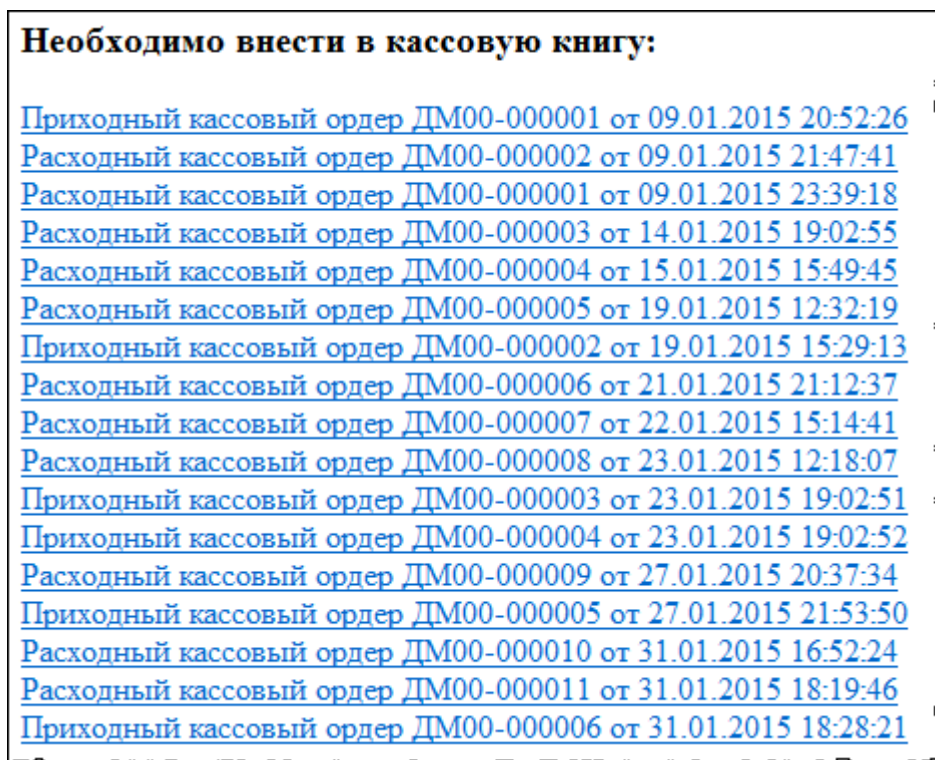 Необходимо внести в кассовую книгу:
Приходный кассовый ордер ДМ00-000001 от 09.01.2015 20:52:26
Расходный кассовый ордер ДМ00-000002 от 09.01.2015 21:47:41
Расходный кассовый ордер ДМ00-000001 от 09.01.2015 23:39:18
Расходный кассовый ордер ДМ00-000003 от 14.01.2015 19:02:55
Расходный кассовый ордер ДМ00-000004 от 15.01.2015 15:49:45
Расходный кассовый ордер ДМ00-000005 от 19.01.2015 12:32:19
Приходный кассовый ордер ДМ00-000002 от 19.01.2015 15:29:13
Расходный кассовый ордер ДМ00-000006 от 21.01.2015 21:12:37
Расходный кассовый ордер ДМ00-000007 от 22.01.2015 15:14:41
Расходный кассовый ордер ДМ00-000008 от 23.01.2015 12:18:07
Приходный кассовый ордер ДМ00-000003 от 23.01.2015 19:02:51
Приходный кассовый ордер ДМ00-000004 от 23.01.2015 19:02:52
Расходный кассовый ордер ДМ00-000009 от 27.01.2015 20:37:34
Приходный кассовый ордер ДМ00-000005 от 27.01.2015 21:53:50
Расходный кассовый ордер ДМ00-000010 от 31.01.2015 16:52:24
Расходный кассовый ордер ДМ00-000011 от 31.01.2015 18:19:46
Приходный кассовый ордер ДМ00-000006 от 31.01.2015 18:28:21